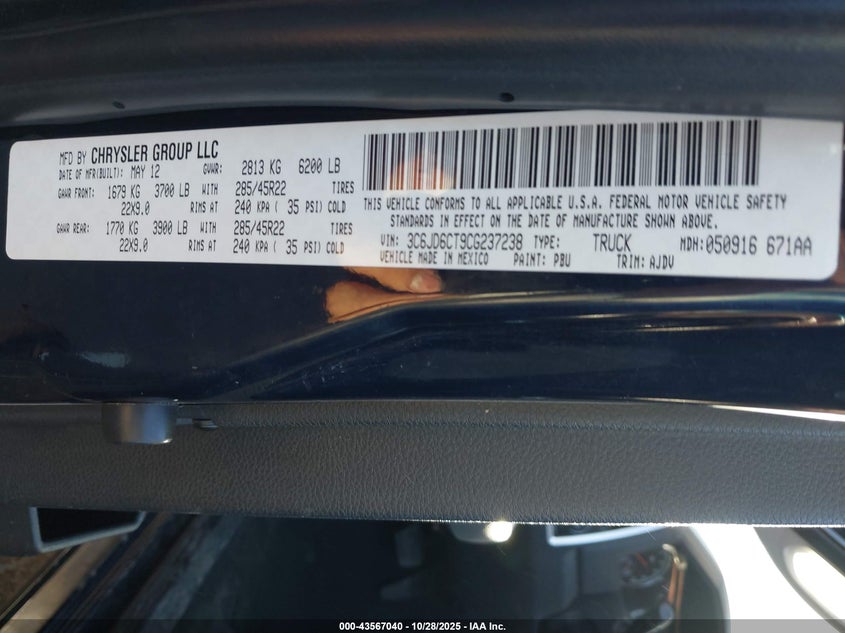 MFD BY CHRYSLER GROUP LLC
DATE OF MFR(BUILT): MAY 12 GVWR: 2813 KG 6200 LB
GAWR FRONT: 1679 KG 3700 LB WITH 285/45R22 TIRES
22X9.0 RIMS AT 240 KPA ( 35 PSI) COLD
GAWR REAR: 1770 KG 3900 LB WITH 285/45R22 TIRES
22X9.0 RIMS AT 240 KPA ( 35 PSI) COLD
THIS VEHICLE CONFORMS TO ALL APPLICABLE U.S.A. FEDERAL MOTOR VEHICLE SAFETY
STANDARDS IN EFFECT ON THE DATE OF MANUFACTURE SHOWN ABOVE.
VIN: 3C6JD6CT9CG237238 TYPE: TRUCK MDH:050916 671AA
VEHICLE MADE IN MEXICO PAINT: PBU TRIM: AJDV
000-43567040 - 10/28/2025 - IAA Inc.